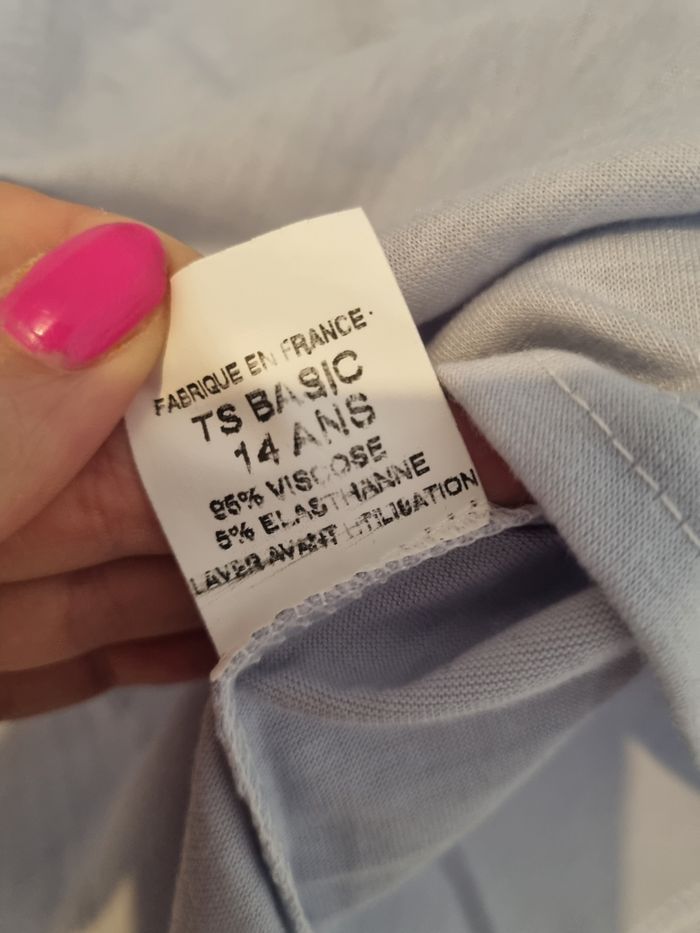 FABRIQUE EN FRANCE.
TS BASIC
14 ANS
95% VISCOSE
5% ELASTHANNE
LAVER AVANT UTILISATION